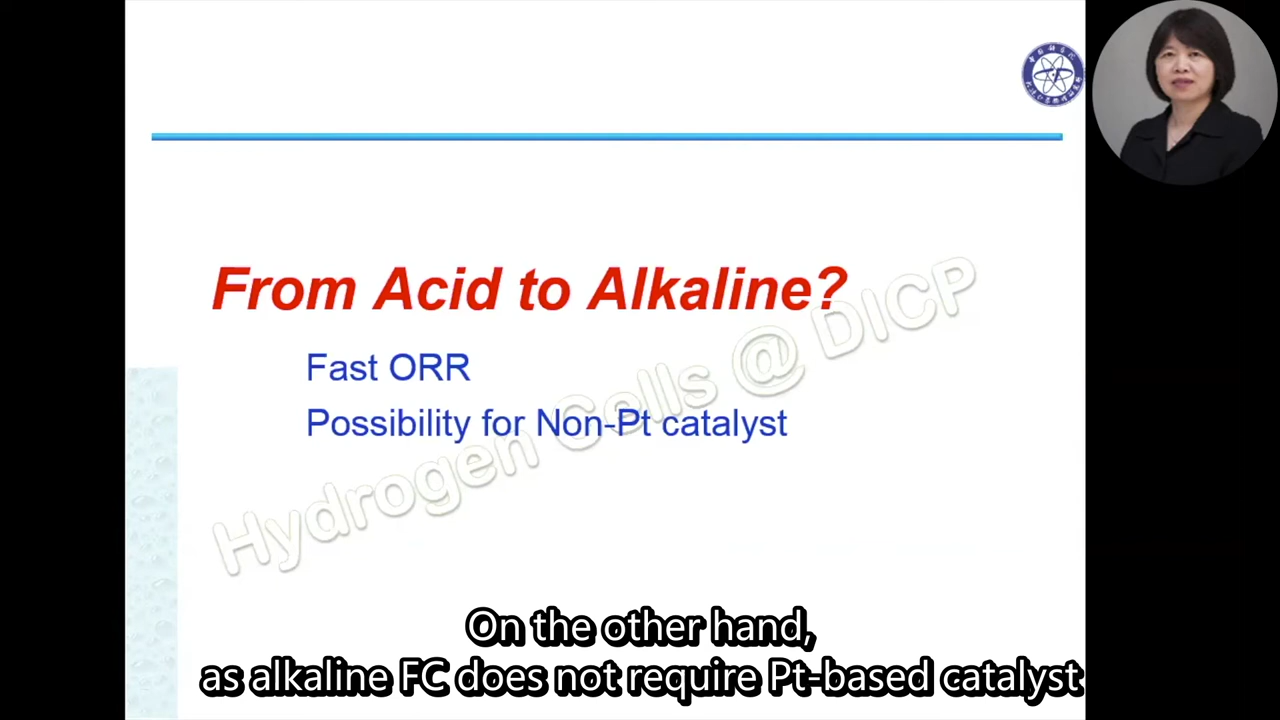 From Acid to Alkaline?
Fast ORR
Possibility for Non-Pt catalyst
Hydrogen Cells @ DICP
On the other hand,
as alkaline FC does not require Pt-based catalyst